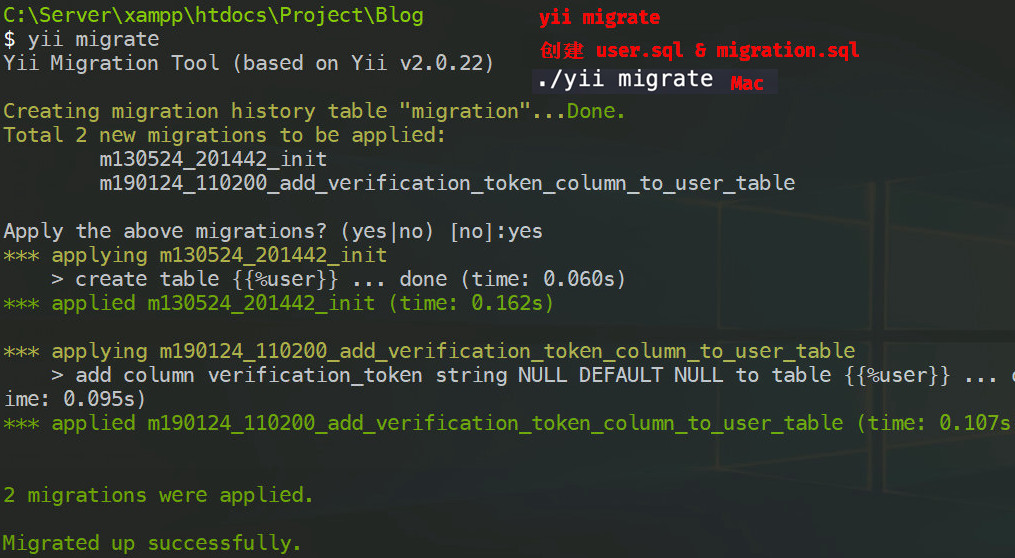 C:\Server\xampp\htdocs\Project\Blog
yii migrate
$ yii migrate
创建 user.sql & migration.sql
Yii Migration Tool (based on Yii v2.0.22)
./yii migrate Mac
Creating migration history table "migration"...Done.
Total 2 new migrations to be applied:
m130524_201442_init
m190124_110200_add_verification_token_column_to_user_table
Apply the above migrations? (yes|no) [no]:yes
*** applying m130524_201442_init
> create table {{%user}} ... done (time: 0.060s)
*** applied m130524_201442_init (time: 0.162s)
*** applying m190124_110200_add_verification_token_column_to_user_table
> add column verification_token string NULL DEFAULT NULL to table {{%user}} ...
ime: 0.095s)
*** applied m190124_110200_add_verification_token_column_to_user_table (time: 0.107s
2 migrations were applied.
Migrated up successfully.